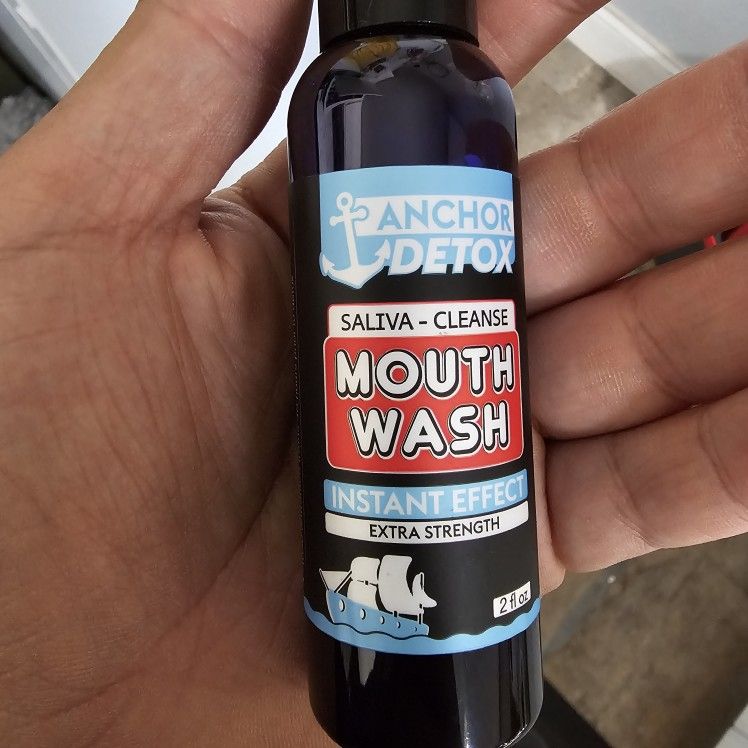 ANCHOR
DETOX
SALIVA - CLEANSE
MOUTH
WASH
INSTANT EFFECT
EXTRA STRENGTH
2 fl oz